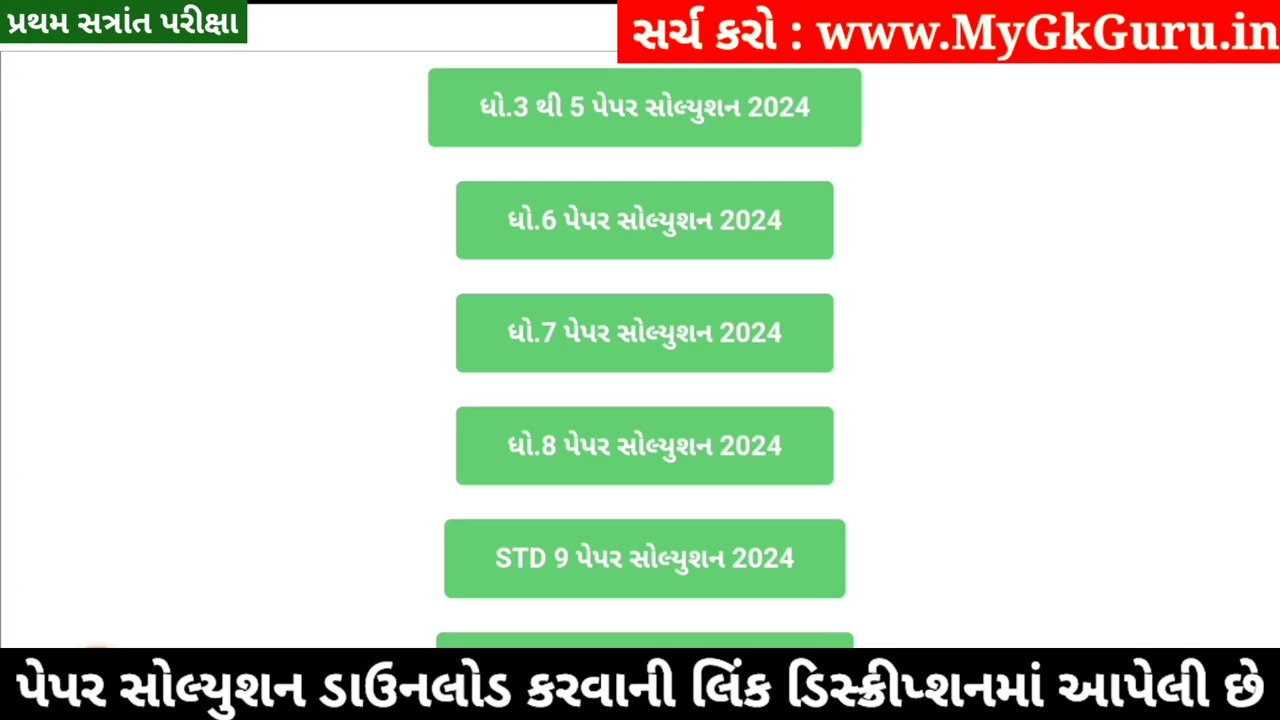 પ્રથમ સત્રાંત પરીક્ષા
સર્ચ કરો : www.MyGkGuru.in
ધો.3 થી 5 પેપર સોલ્યુશન 2024
ધો.6 પેપર સોલ્યુશન 2024
ધો.7 પેપર સોલ્યુશન 2024
ધો.8 પેપર સોલ્યુશન 2024
STD 9 પેપર સોલ્યુશન 2024
પેપર સોલ્યુશન ડાઉનલોડ કરવાની લિંક ડિસ્ક્રીપ્શનમાં આપેલી છે